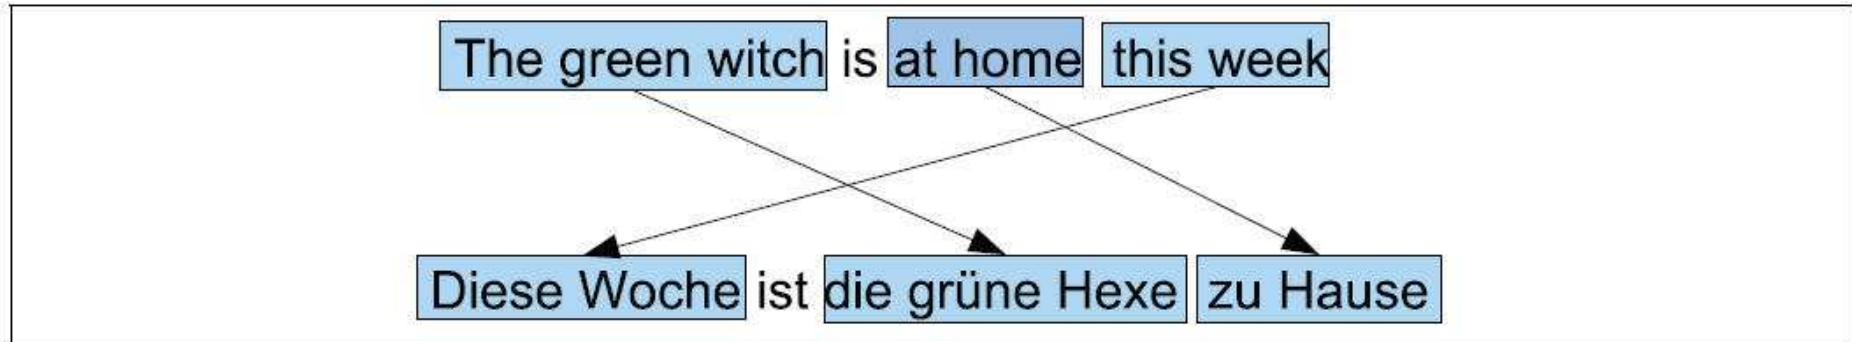 The green witch is at home this week
Diese Woche ist die grüne Hexe zu Hause